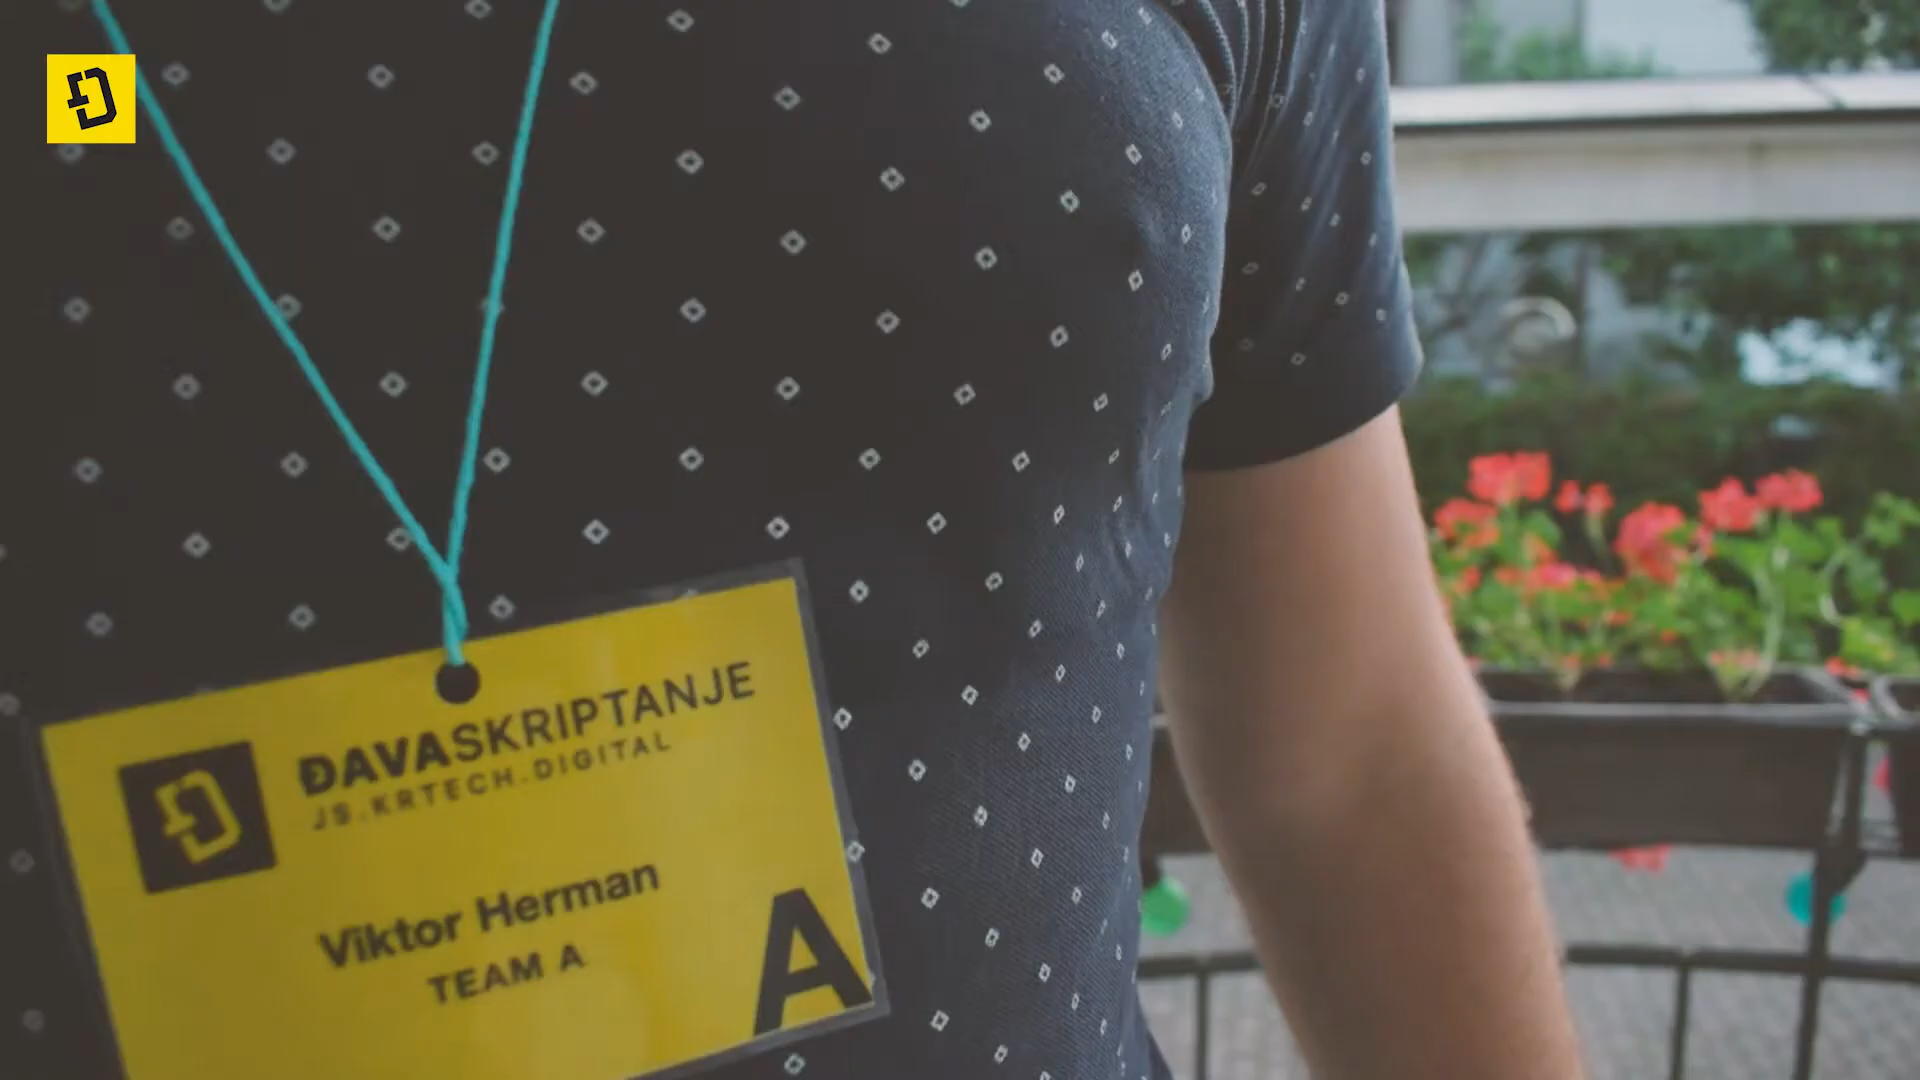 ĐAVASKRIPTANJE
JS.KRTECH.DIGITAL
Viktor Herman
TEAM A
A